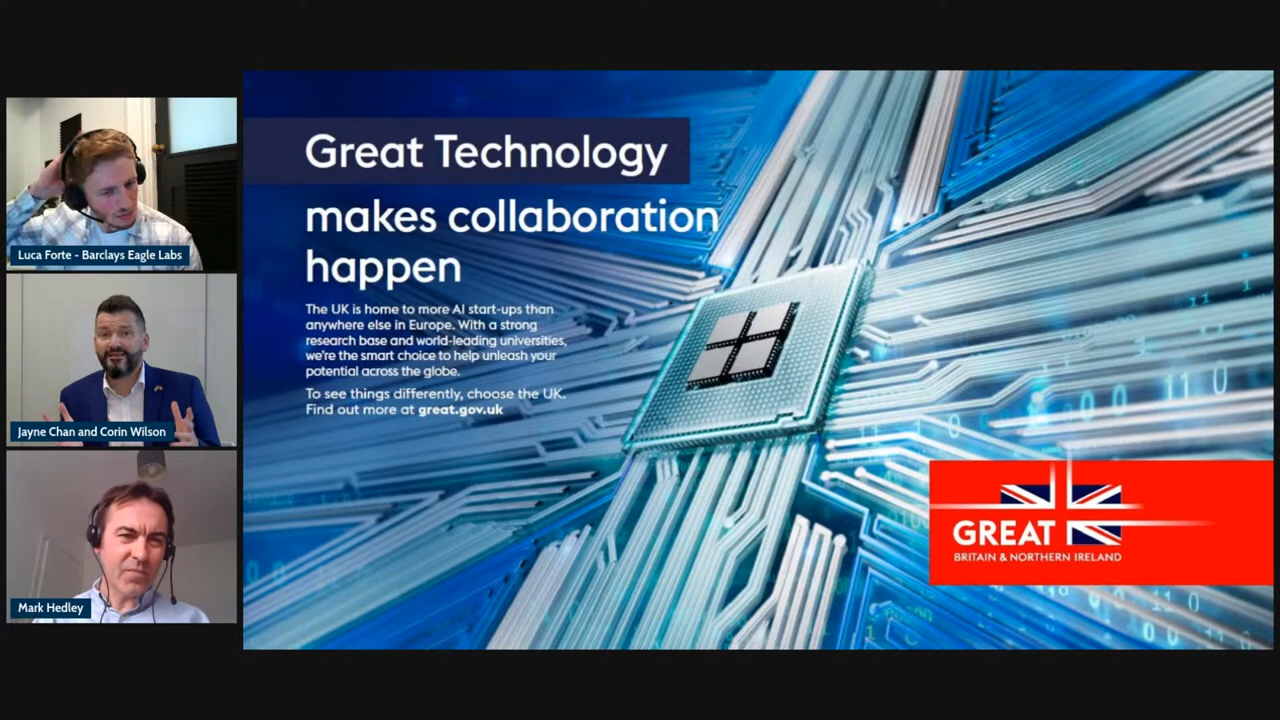 Luca Forte - Barclays Eagle Labs
Jayne Chan and Corin Wilson
Mark Hedley
Great Technology
makes collaboration
happen
The UK is home to more AI start-ups than
anywhere else in Europe. With a strong
research base and world-leading universities,
we're the smart choice to help unleash your
potential across the globe.
To see things differently, choose the UK.
Find out more at great.gov.uk
GREAT
BRITAIN & NORTHERN IRELAND